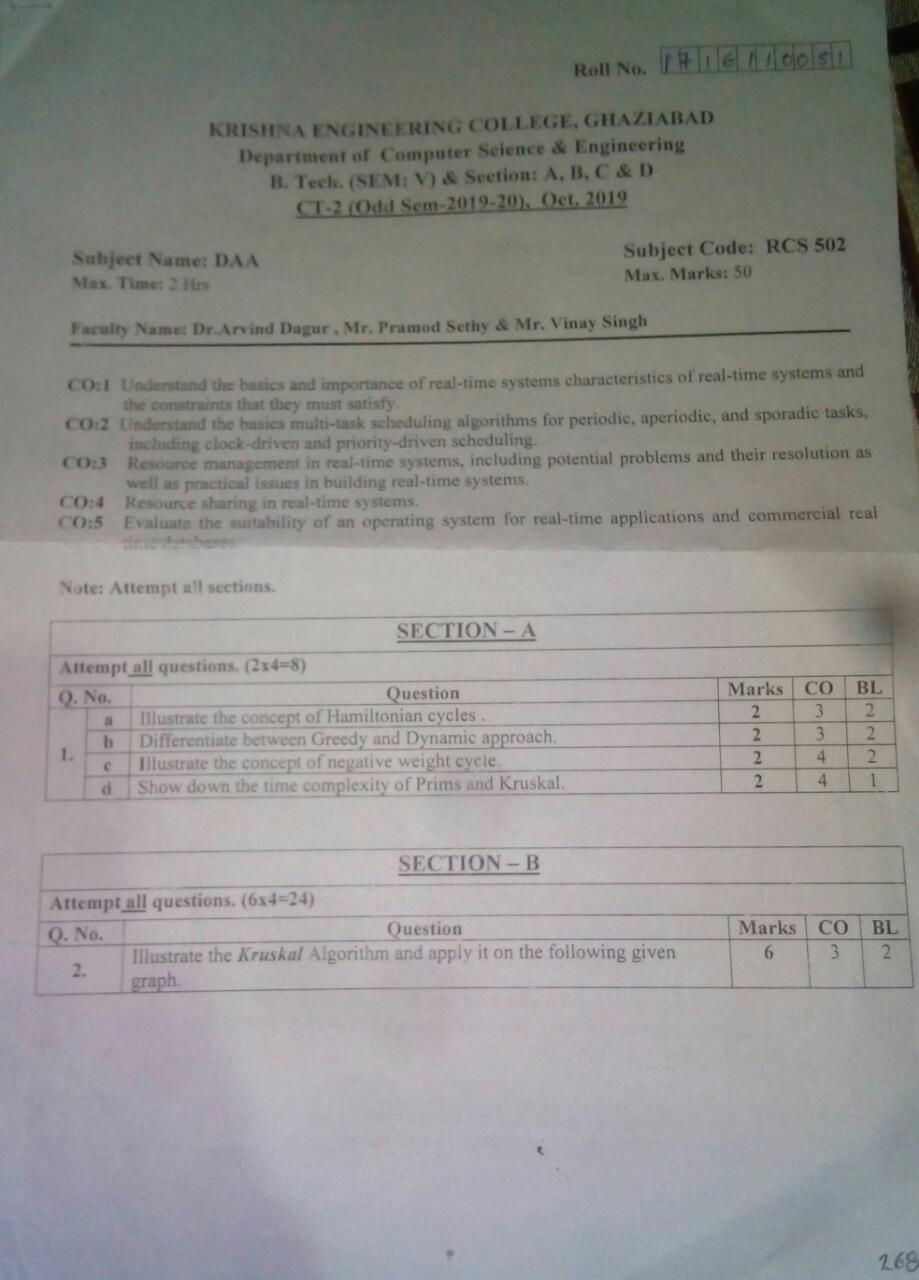 Roll No. 1716110051
KRISHNA ENGINEERING COLLEGE, GHAZIABAD
Department of Computer Science & Engineering
B. Tech. (SEM: V) & Section: A, B, C & D
CT-2 (Odd Sem-2019-20), Oct, 2019
Subject Name: DAA Subject Code: RCS 502
Max. Time: 2 Hrs Max. Marks: 50
Faculty Name: Dr.Arvind Dagur , Mr. Pramod Sethy & Mr. Vinay Singh
CO:1 Understand the basics and importance of real-time systems characteristics of real-time systems and
the constraints that they must satisfy.
CO:2 Understand the basics multi-task scheduling algorithms for periodic, aperiodic, and sporadic tasks,
including clock-driven and priority-driven scheduling.
CO:3 Resource management in real-time systems, including potential problems and their resolution as
well as practical issues in building real-time systems.
CO:4 Resource sharing in real-time systems.
CO:5 Evaluate the suitability of an operating system for real-time applications and commercial real
time databases
Note: Attempt all sections.
SECTION – A
Attempt all questions. (2x4=8)
Q. No. Question Marks CO BL
1. a Illustrate the concept of Hamiltonian cycles . 2 3 2
b Differentiate between Greedy and Dynamic approach. 2 3 2
c Illustrate the concept of negative weight cycle. 2 4 2
d Show down the time complexity of Prims and Kruskal. 2 4 1
SECTION – B
Attempt all questions. (6x4=24)
Q. No. Question Marks CO BL
2. Illustrate the Kruskal Algorithm and apply it on the following given 6 3 2
graph.
268